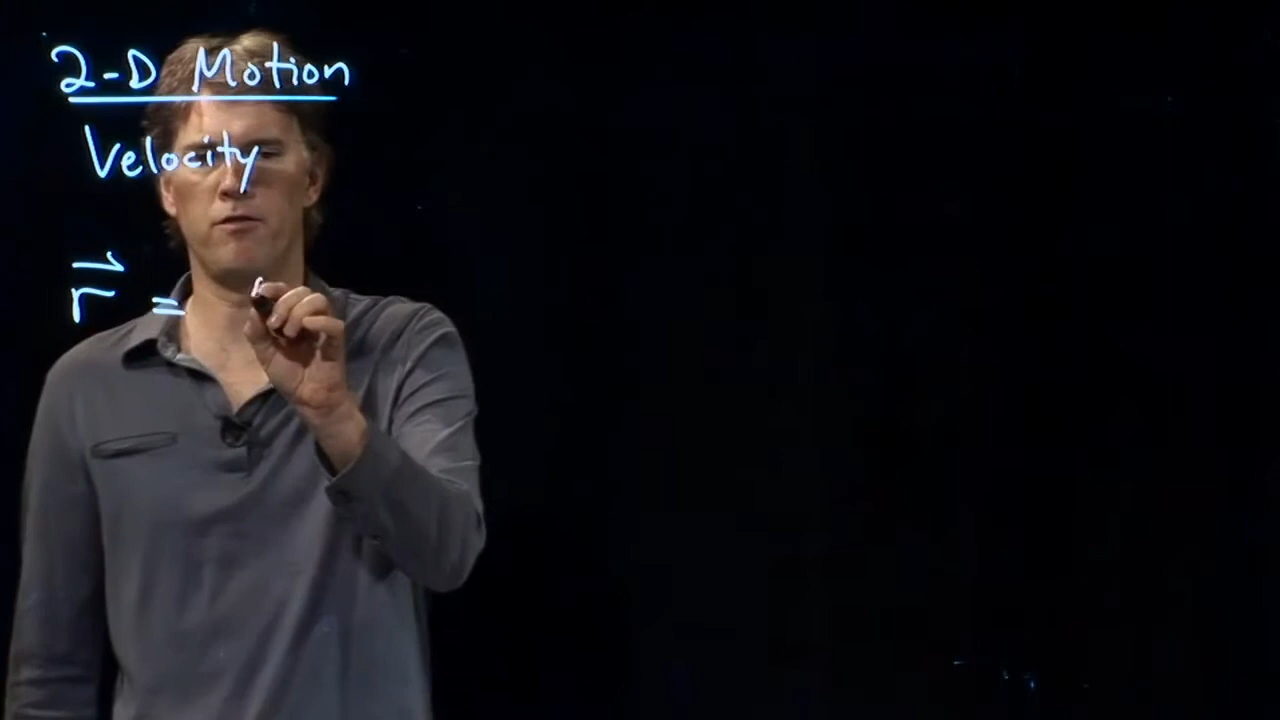 2-D Motion
Velocity
r⃗ =